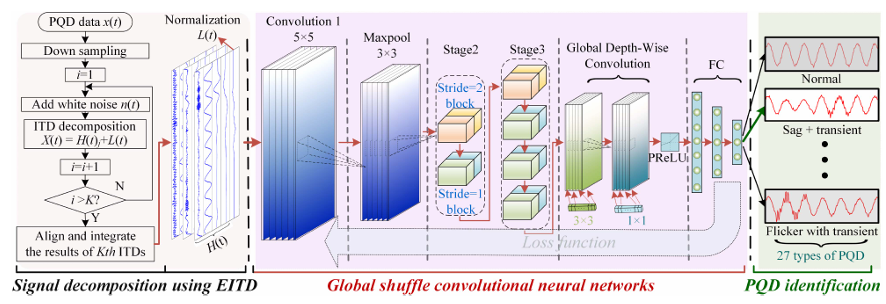 PQD data x(t)
Down sampling
i=1
Add white noise n(t)
ITD decomposition
X(t) = H(t)i+L(t)
i=i+1
i >K?
N
Y
Align and integrate
the results of Kth ITDs
Normalization
L(t)
H(t)
Convolution 1
5×5
Maxpool
3×3
Stage2
Stride=2
block
Stride=1
block
Stage3
Global Depth-Wise
Convolution
3×3
1×1
PReLU
FC
Loss function
Normal
Sag + transient
Flicker with transient
27 types of PQD
Signal decomposition using EITD
Global shuffle convolutional neural networks
PQD identification